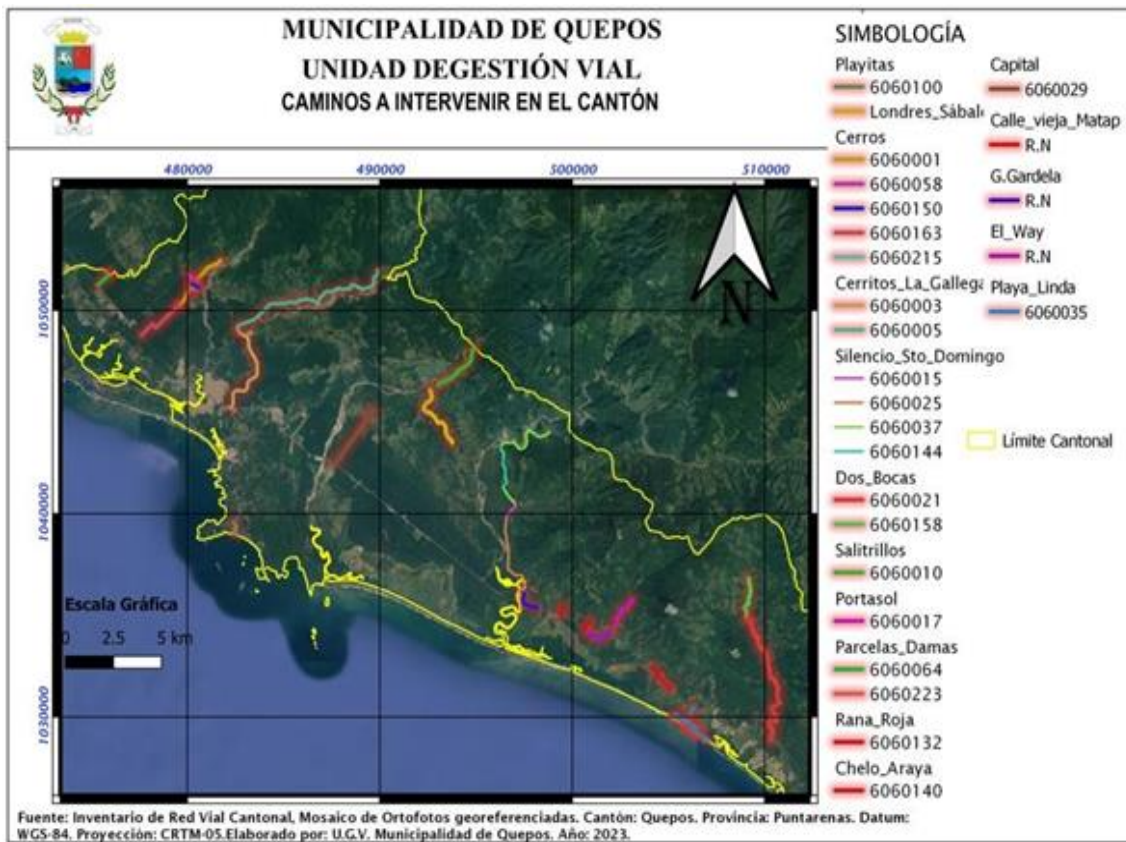 MUNICIPALIDAD DE QUEPOS
UNIDAD DEGESTIÓN VIAL
CAMINOS A INTERVENIR EN EL CANTÓN
SIMBOLOGÍA
Playitas
6060100
Londres_Sábalo
Cerros
6060001
6060058
6060150
6060163
6060215
Cerritos_La_Gallega
6060003
6060005
Silencio_Sto_Domingo
6060015
6060025
6060037
6060144
Dos_Bocas
6060021
6060158
Salitrillos
6060010
Portasol
6060017
Parcelas_Damas
6060064
6060223
Rana_Roja
6060132
Chelo_Araya
6060140
Capital
6060029
Calle_vieja_Matap
R.N
G.Gardela
R.N
El_Way
R.N
Playa_Linda
6060035
Límite Cantonal
480000
490000
500000
510000
1050000
1040000
1030000
N
Escala Gráfica
0 2.5 5 km
Fuente: Inventario de Red Vial Cantonal, Mosaico de Ortofotos georeferenciadas. Cantón: Quepos. Provincia: Puntarenas. Datum:
WGS-84. Proyección: CRTM-05.Elaborado por: U.G.V. Municipalidad de Quepos. Año: 2023.